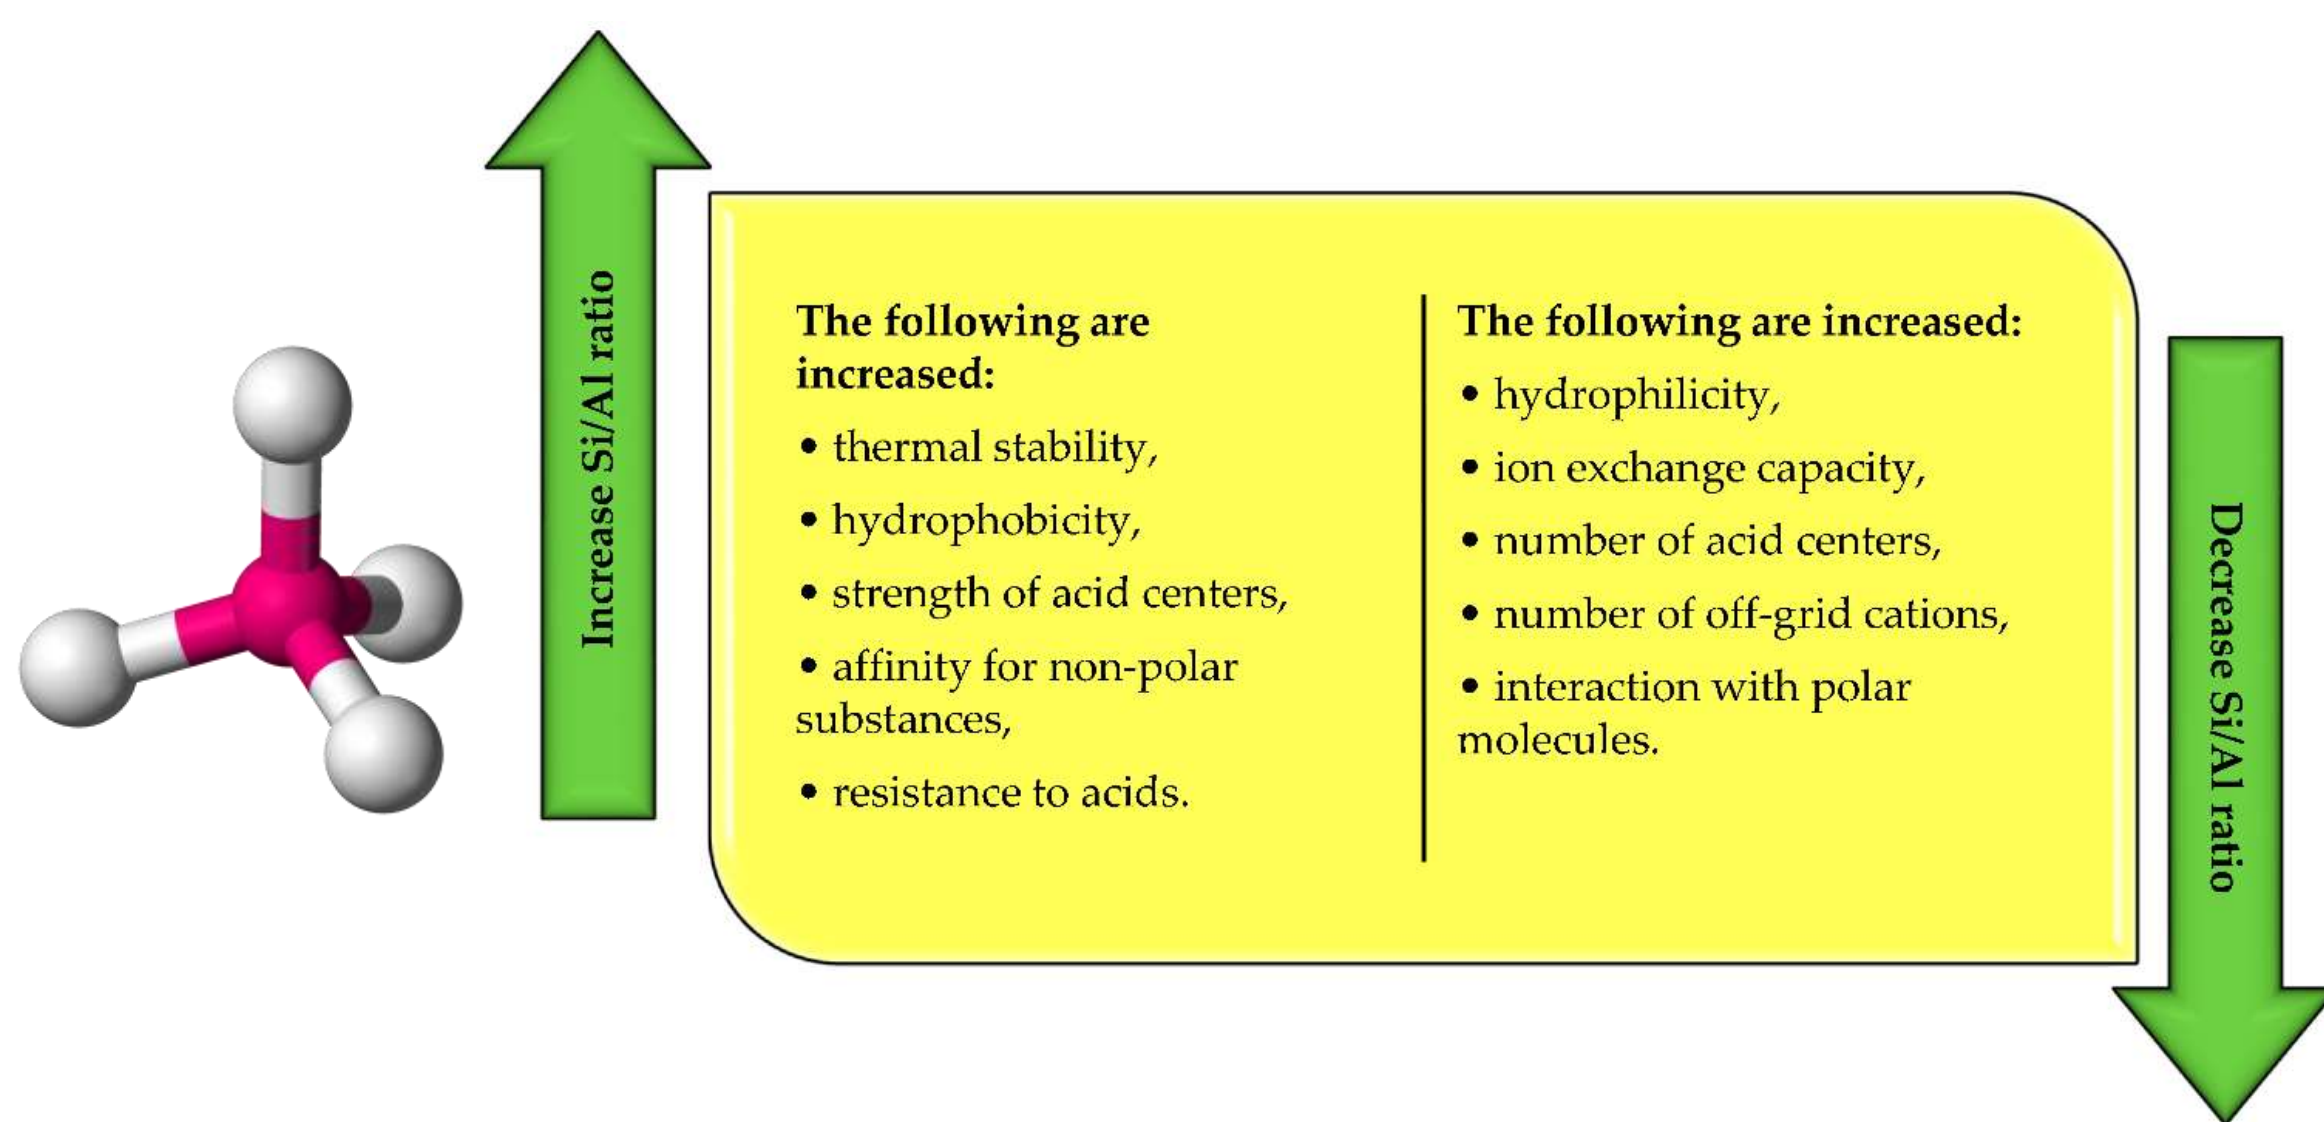 Increase Si/Al ratio
The following are
increased:
• thermal stability,
• hydrophobicity,
• strength of acid centers,
• affinity for non-polar
substances,
• resistance to acids.
The following are increased:
• hydrophilicity,
• ion exchange capacity,
• number of acid centers,
• number of off-grid cations,
• interaction with polar
molecules.
Decrease Si/Al ratio